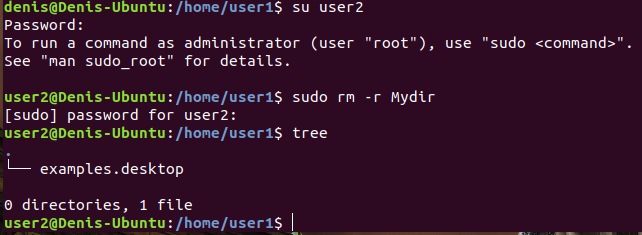 denis@Denis-Ubuntu:/home/user1$ su user2
Password:
To run a command as administrator (user "root"), use "sudo <command>".
See "man sudo_root" for details.
user2@Denis-Ubuntu:/home/user1$ sudo rm -r Mydir
[sudo] password for user2:
user2@Denis-Ubuntu:/home/user1$ tree
.
└── examples.desktop
0 directories, 1 file
user2@Denis-Ubuntu:/home/user1$